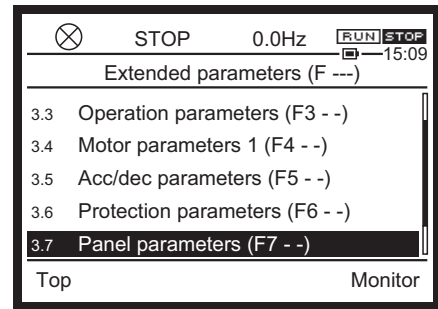 STOP 0.0Hz RUN STOP
15:09
Extended parameters (F ---)
3.3 Operation parameters (F3 - -)
3.4 Motor parameters 1 (F4 - -)
3.5 Acc/dec parameters (F5 - -)
3.6 Protection parameters (F6 - -)
3.7 Panel parameters (F7 - -)
Top Monitor